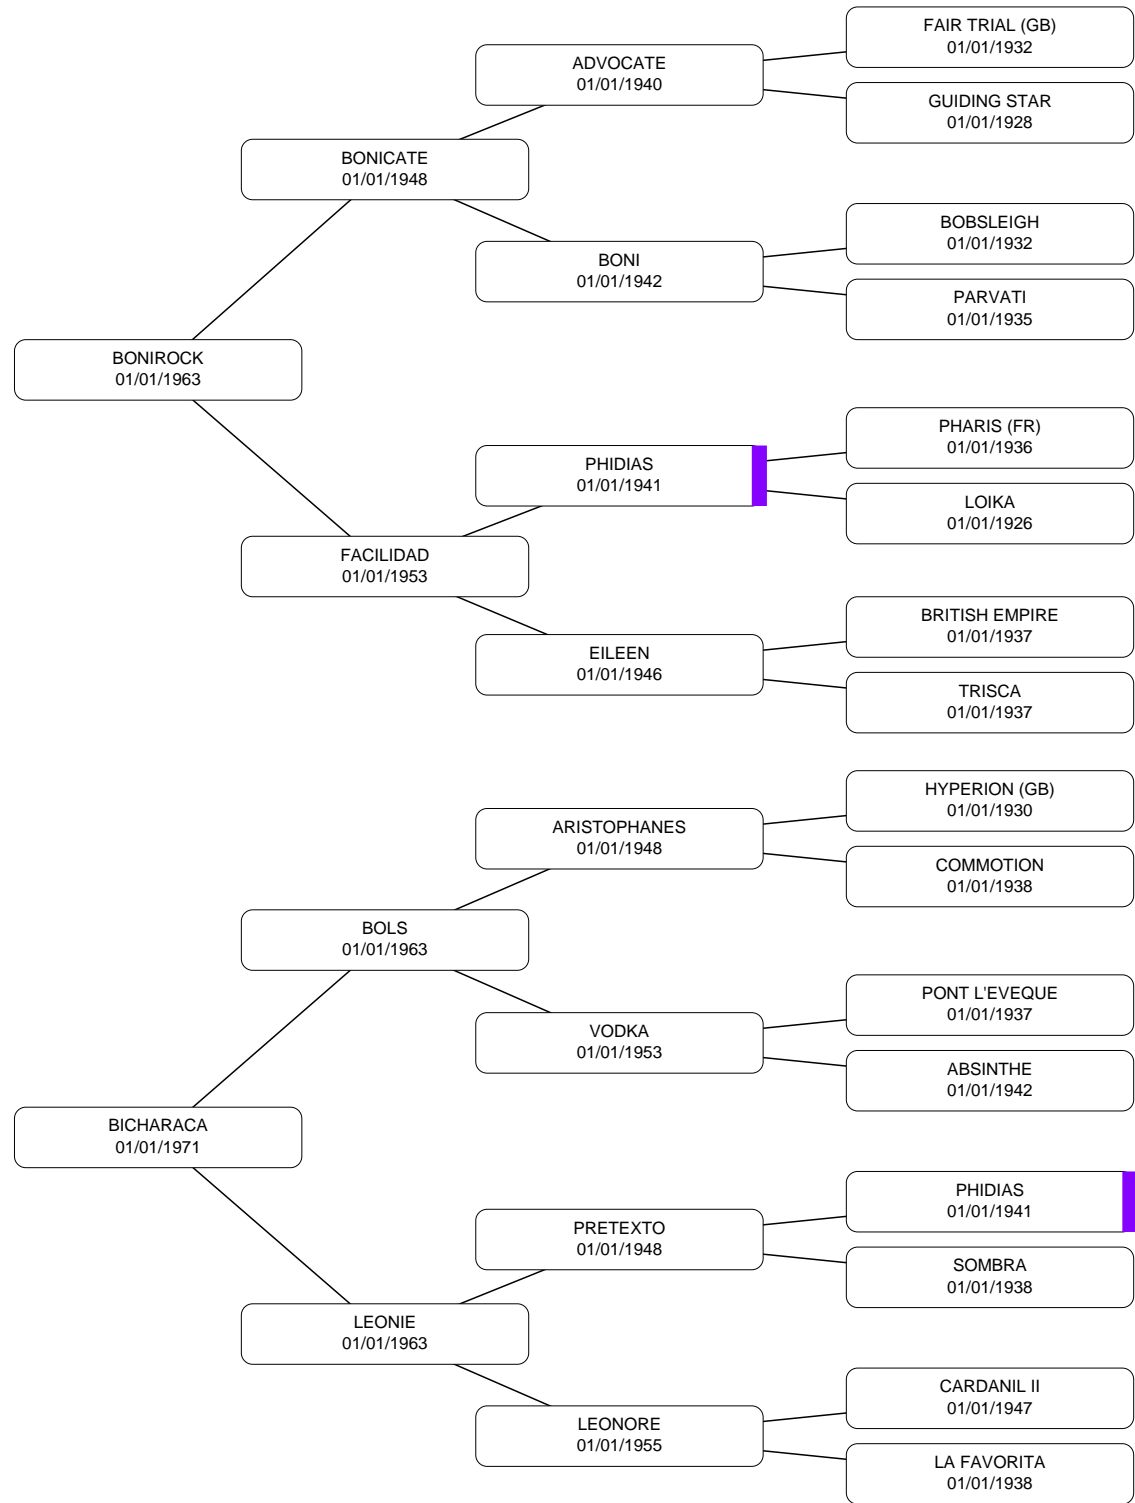 FAIR TRIAL (GB)
01/01/1932
ADVOCATE
01/01/1940
GUIDING STAR
01/01/1928
BONICATE
01/01/1948
BOBSLEIGH
01/01/1932
BONI
01/01/1942
PARVATI
01/01/1935
BONIROCK
01/01/1963
PHARIS (FR)
01/01/1936
PHIDIAS
01/01/1941
LOIKA
01/01/1926
FACILIDAD
01/01/1953
BRITISH EMPIRE
01/01/1937
EILEEN
01/01/1946
TRISCA
01/01/1937
HYPERION (GB)
01/01/1930
ARISTOPHANES
01/01/1948
COMMOTION
01/01/1938
BOLS
01/01/1963
PONT L'EVEQUE
01/01/1937
VODKA
01/01/1953
ABSINTHE
01/01/1942
BICHARACA
01/01/1971
PHIDIAS
01/01/1941
PRETEXTO
01/01/1948
SOMBRA
01/01/1938
LEONIE
01/01/1963
CARDANIL II
01/01/1947
LEONORE
01/01/1955
LA FAVORITA
01/01/1938